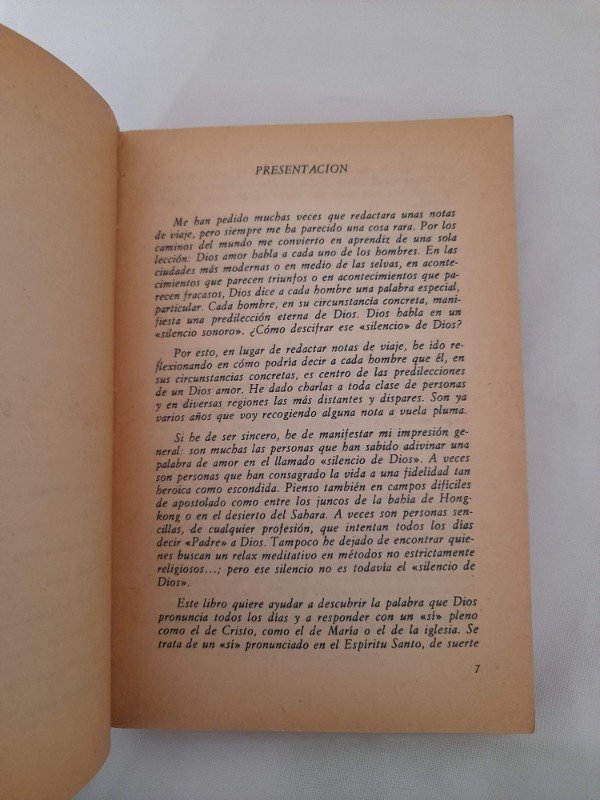 PRESENTACION
Me han pedido muchas veces que redactara unas notas
de viaje, pero siempre me ha parecido una cosa rara. Por los
caminos del mundo me convierto en aprendiz de una sola
lección: Dios amor habla a cada uno de los hombres. En las
ciudades más modernas o en medio de las selvas, en aconte-
cimientos que parecen triunfos o en acontecimientos que pa-
recen fracasos, Dios dice a cada hombre una palabra especial,
particular. Cada hombre, en su circunstancia concreta, mani-
fiesta una predilección eterna de Dios. Dios habla en un
«silencio sonoro». ¿Cómo descifrar ese «silencio» de Dios?
Por esto, en lugar de redactar notas de viaje, he ido re-
flexionando en cómo podría decir a cada hombre que él, en
sus circunstancias concretas, es centro de las predilecciones
de un Dios amor. He dado charlas a toda clase de personas
y en diversas regiones las más distantes y dispares. Son ya
varios años que voy recogiendo alguna nota a vuela pluma.
Si he de ser sincero, he de manifestar mi impresión ge-
neral: son muchas las personas que han sabido adivinar una
palabra de amor en el llamado «silencio de Dios». A veces
son personas que han consagrado la vida a una fidelidad tan
heroica como escondida. Pienso también en campos difíciles
de apostolado como entre los juncos de la bahía de Hong-
kong o en el desierto del Sahara. A veces son personas sen-
cillas, de cualquier profesión, que intentan todos los días
decir «Padre» a Dios. Tampoco he dejado de encontrar quie-
nes buscan un relax meditativo en métodos no estrictamente
religiosos...; pero ese silencio no es todavía el «silencio de
Dios».
Este libro quiere ayudar a descubrir la palabra que Dios
pronuncia todos los días y a responder con un «sí» pleno
como el de Cristo, como el de María o el de la iglesia. Se
trata de un «sí» pronunciado en el Espíritu Santo, de suerte
7